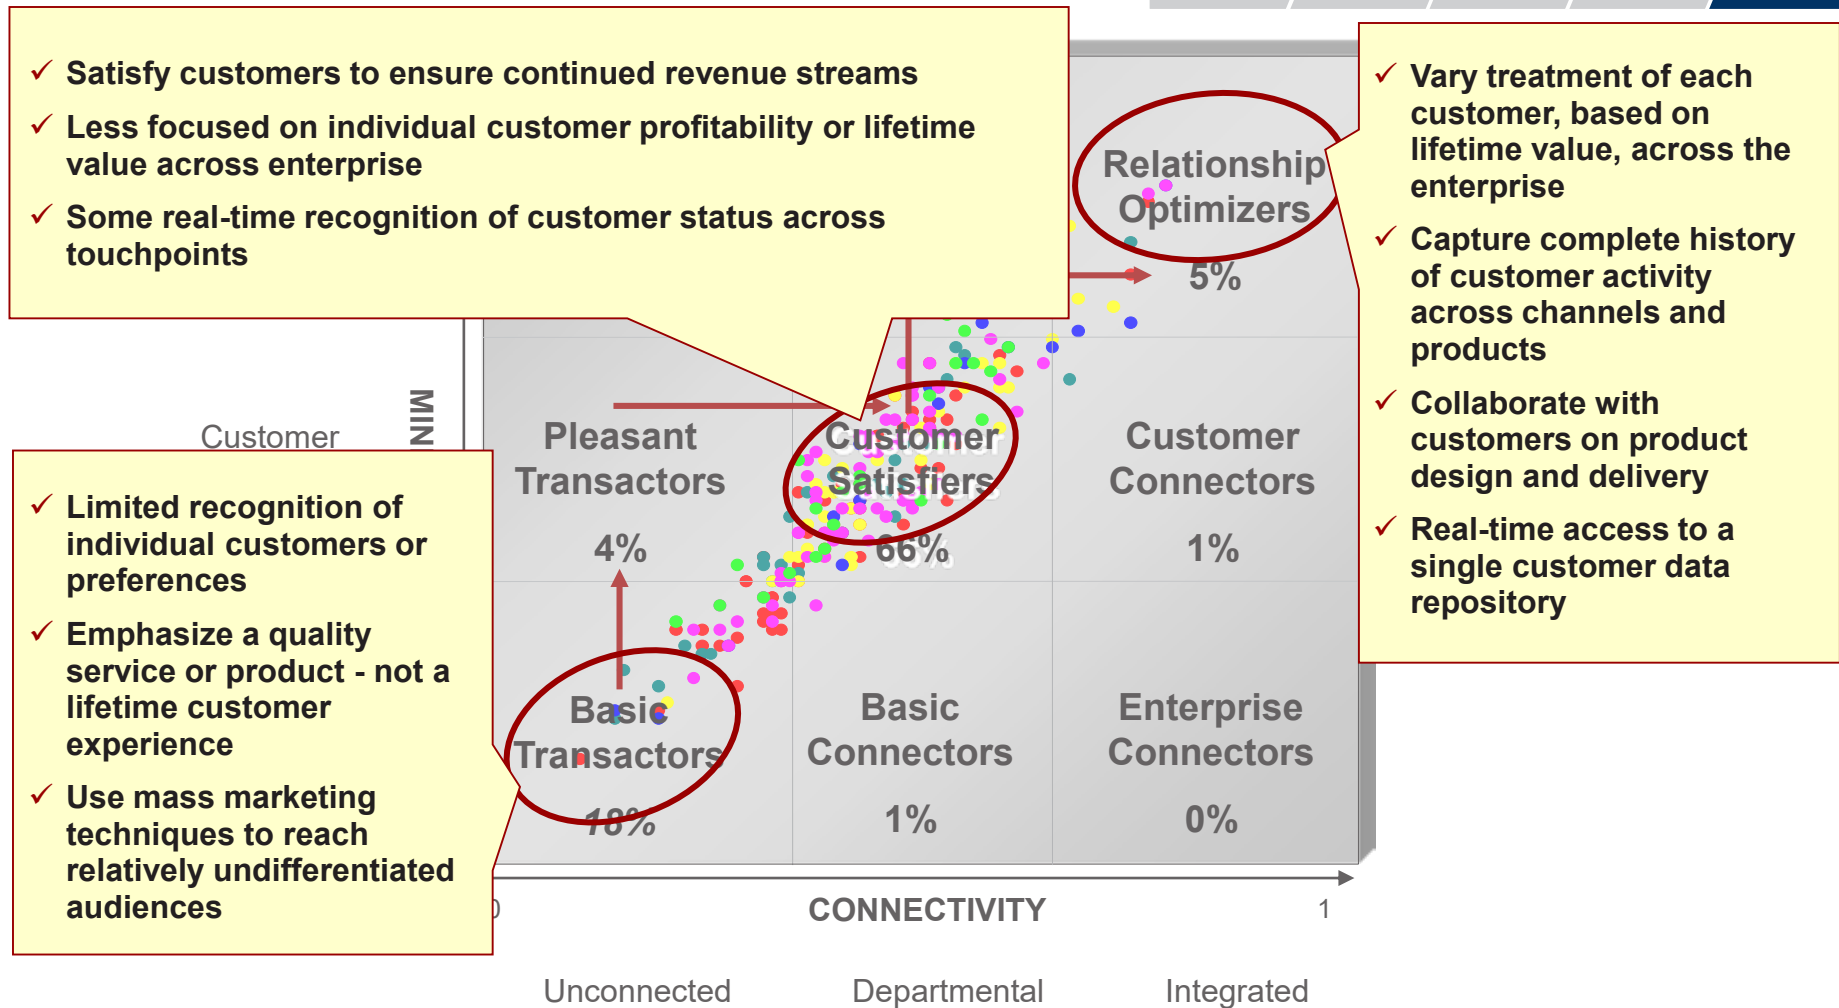 ✓ Satisfy customers to ensure continued revenue streams
✓ Less focused on individual customer profitability or lifetime
value across enterprise
✓ Some real-time recognition of customer status across
touchpoints
✓ Vary treatment of each
customer, based on
lifetime value, across the
enterprise
✓ Capture complete history
of customer activity
across channels and
products
✓ Collaborate with
customers on product
design and delivery
✓ Real-time access to a
single customer data
repository
Relationship
Optimizers
5%
MIN
Customer
Pleasant
Transactors
4%
Customer
Satisfiers
66%
Customer
Connectors
1%
✓ Limited recognition of
individual customers or
preferences
✓ Emphasize a quality
service or product - not a
lifetime customer
experience
✓ Use mass marketing
techniques to reach
relatively undifferentiated
audiences
Basic
Transactors
18%
Basic
Connectors
1%
Enterprise
Connectors
0%
0
CONNECTIVITY
1
Unconnected
Departmental
Integrated